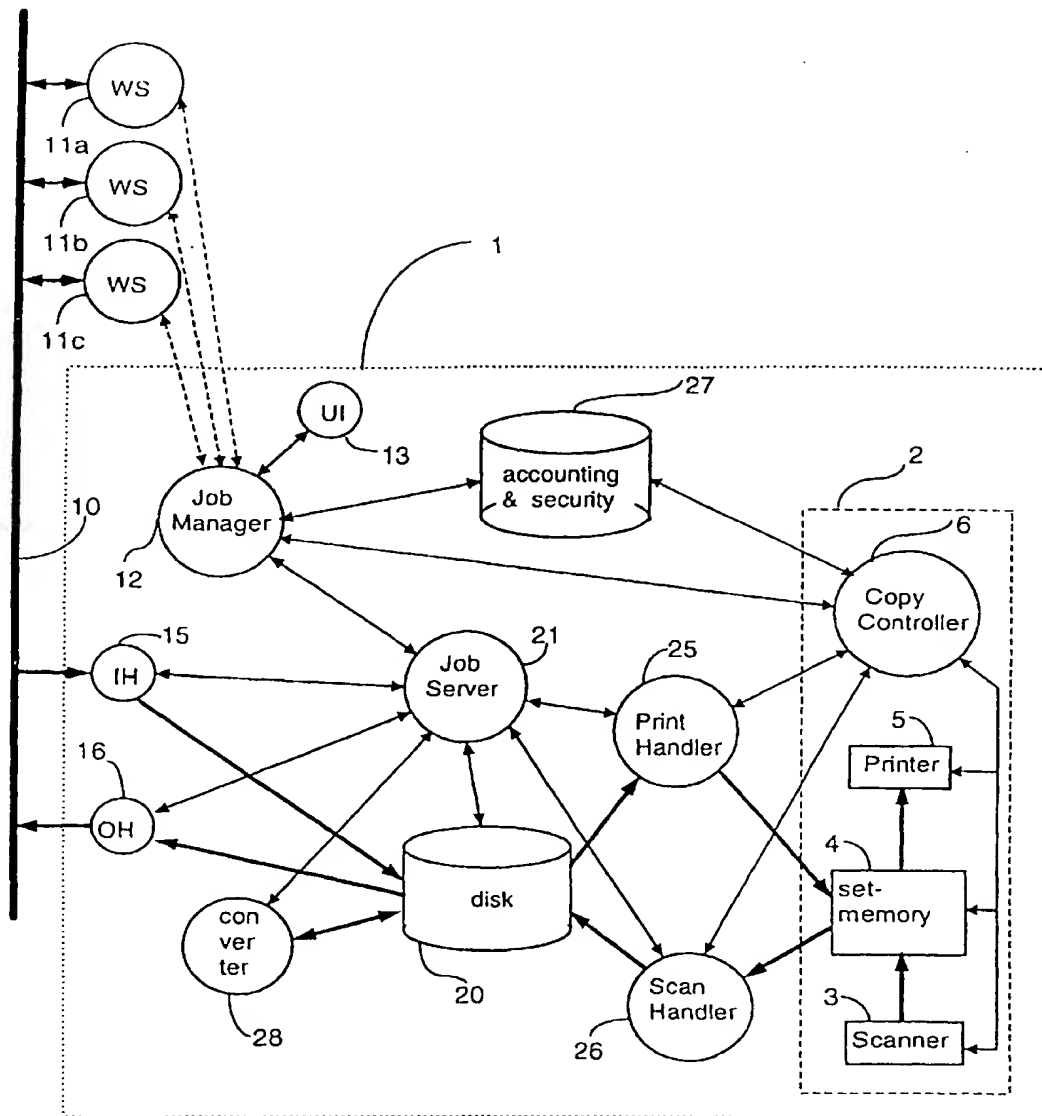 WS
11a
WS
11b
WS
11c
1
UI
13
27
accounting
& security
2
Job
Manager
10
12
6
Copy
Controller
15
IH
21
Job
Server
25
Print
Handler
5
Printer
16
OH
4
set-
memory
disk
con
ver
ter
28
20
Scan
Handler
26
3
Scanner